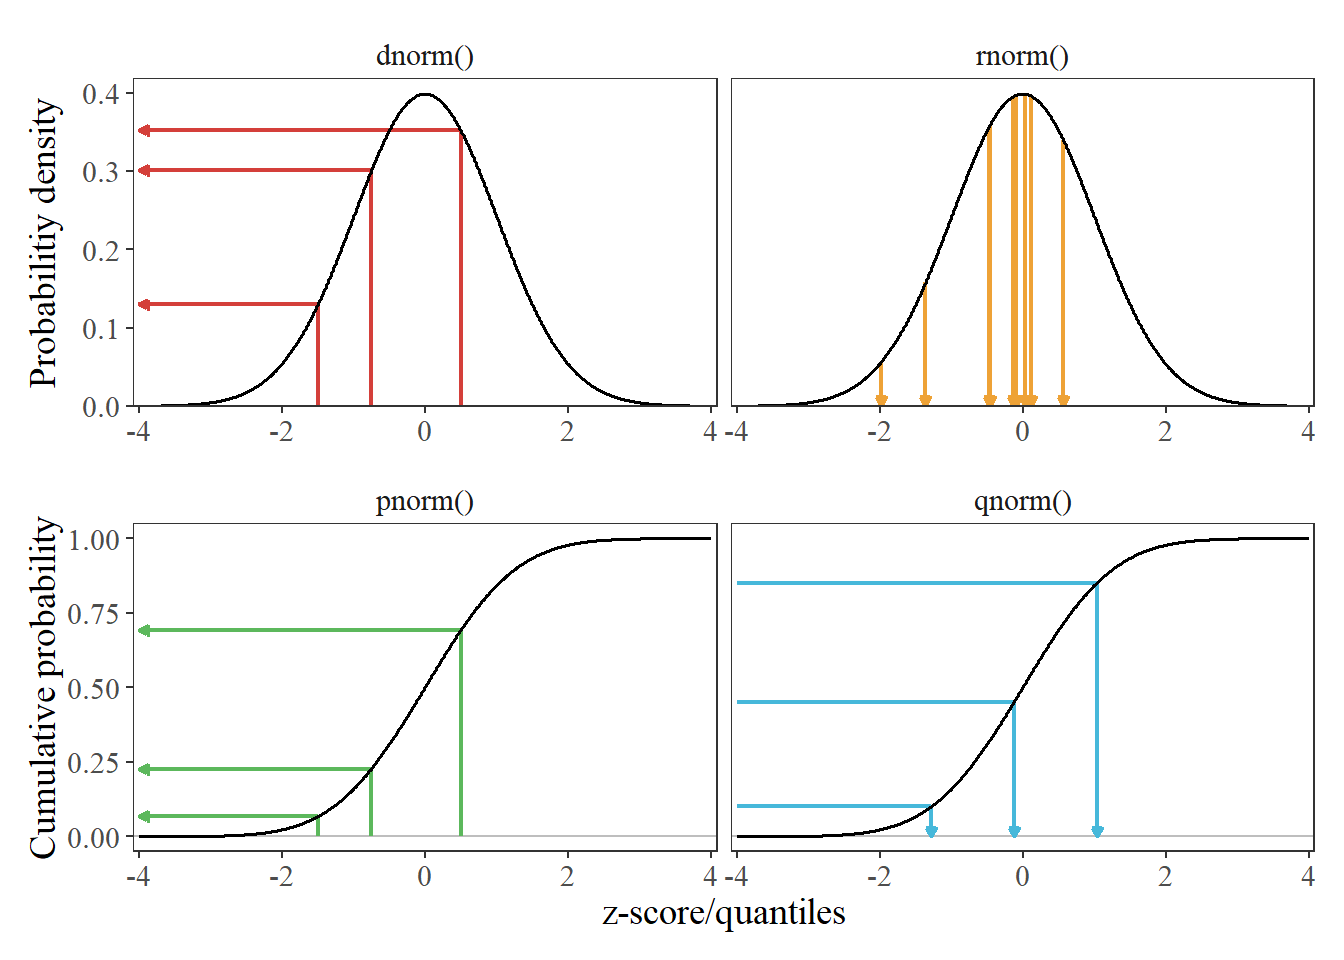 dnorm()
rnorm()
Probabilitiy density
0.4
0.3
0.2
0.1
0.0
-4 -2 0 2 4
-4 -2 0 2 4
pnorm()
qnorm()
Cumulative probability
1.00
0.75
0.50
0.25
0.00
-4 -2 0 2 4
-4 -2 0 2 4
z-score/quantiles